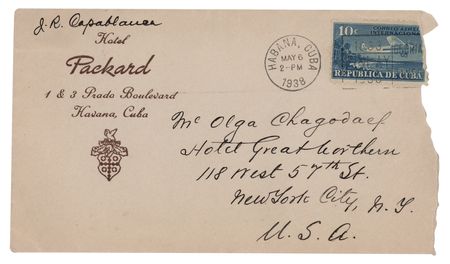 J. R. Capablanca
Hotel
Packard
1 & 3 Prado Boulevard
Havana, Cuba
HABANA, CUBA
MAY 6
2-PM
1938
CORREO AEREO
INTERNACIONAL
10c
REPUBLICA DE CUBA
1938
Mc Olga Chagodaef
Hotel Great Northern
118 West 57th St.
New York City, N. Y.
U. S. A.